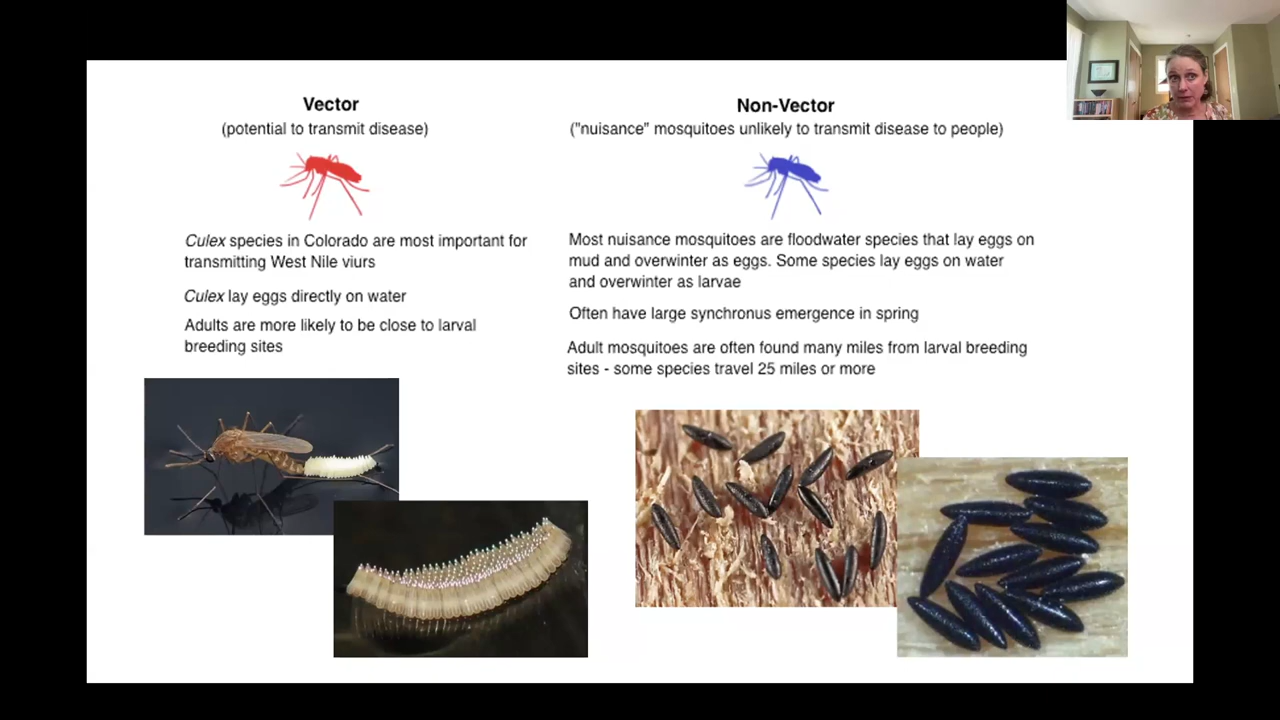 Vector
(potential to transmit disease)
Culex species in Colorado are most important for
transmitting West Nile viurs
Culex lay eggs directly on water
Adults are more likely to be close to larval
breeding sites
Non-Vector
("nuisance" mosquitoes unlikely to transmit disease to people)
Most nuisance mosquitoes are floodwater species that lay eggs on
mud and overwinter as eggs. Some species lay eggs on water
and overwinter as larvae
Often have large synchronus emergence in spring
Adult mosquitoes are often found many miles from larval breeding
sites - some species travel 25 miles or more